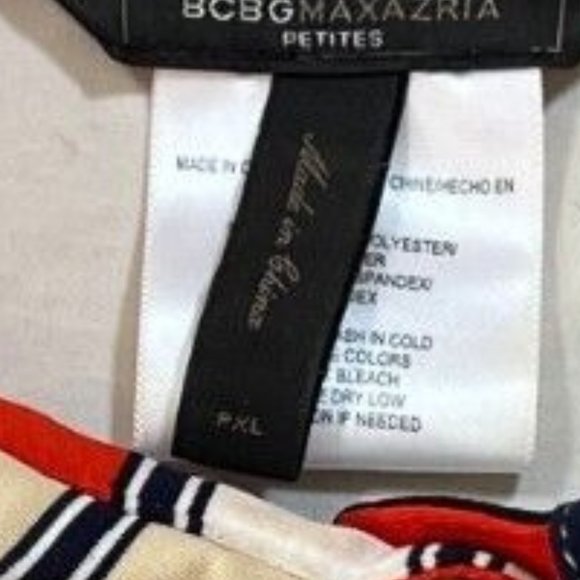 BCBGMAXAZRIA
PETITES
Made in China
PXL
MADE IN C
CHINE/HECHO EN
OLYESTER/
ER
SPANDEX/
DEX
ASH IN COLD
COLORS
BLEACH
E DRY LOW
ON IF NEEDED